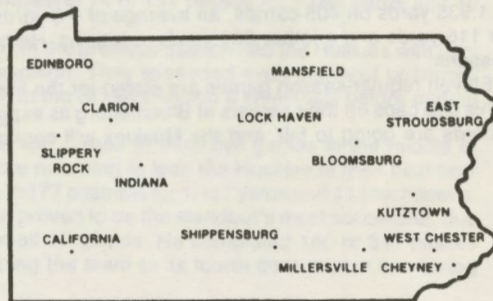 EDINBORO
MANSFIELD
CLARION
LOCK HAVEN
EAST
STROUDSBURG
SLIPPERY
ROCK
BLOOMSBURG
INDIANA
KUTZTOWN
CALIFORNIA
SHIPPENSBURG
WEST CHESTER
MILLERSVILLE
CHEYNEY